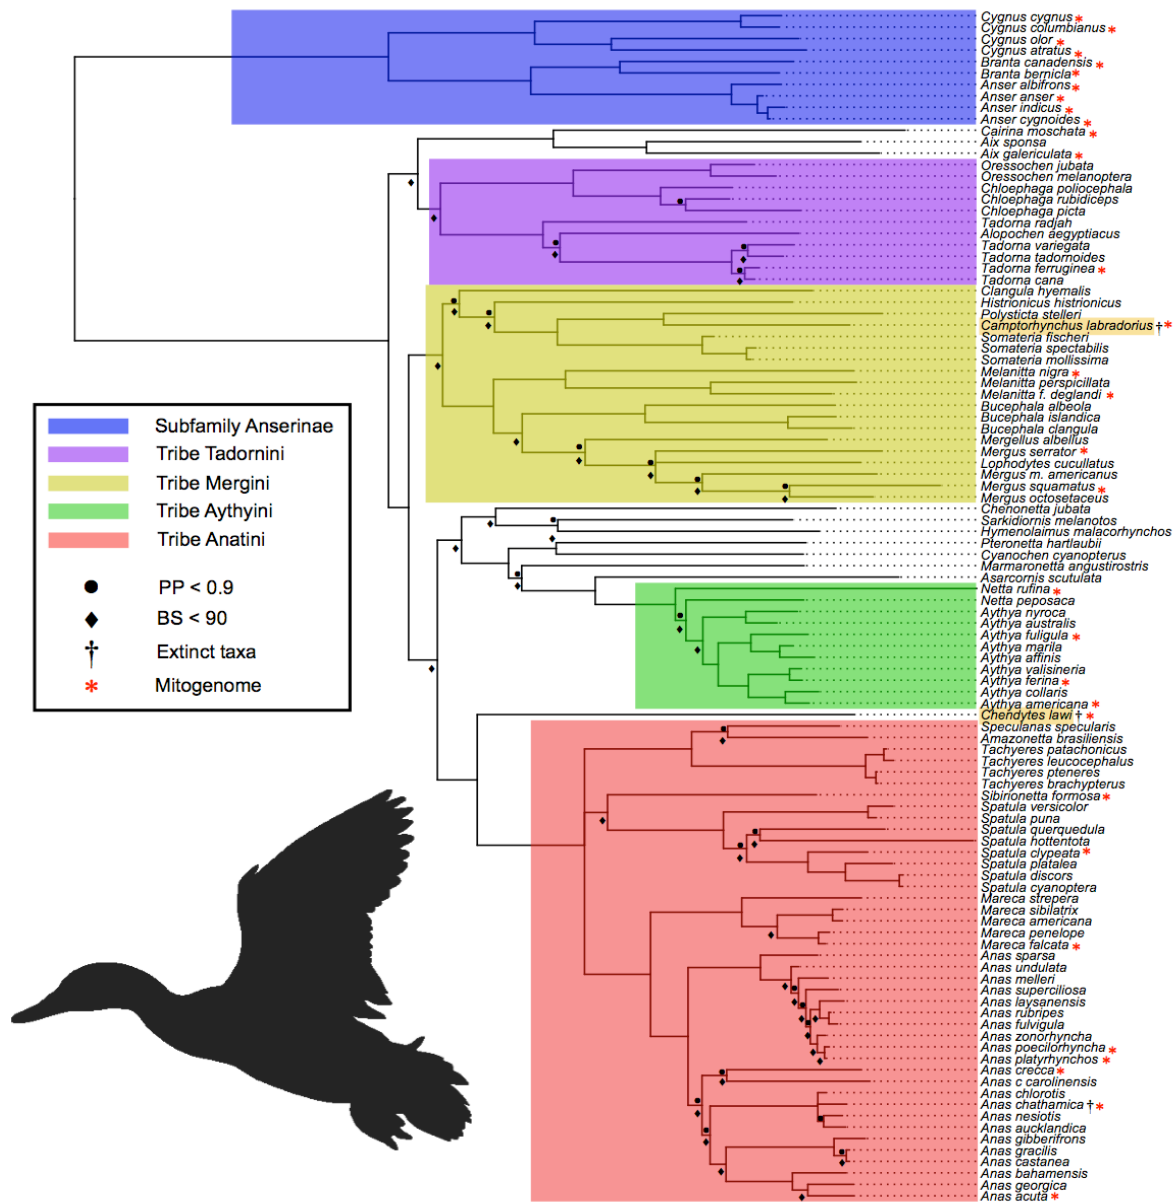 Cygnus cygnus *
Cygnus columbianus *
Cygnus olor *
Cygnus atratus *
Branta canadensis *
Branta bernicla *
Anser albifrons *
Anser anser *
Anser indicus *
Anser cygnoides *
Cairina moschata *
Aix sponsa
Aix galericulata *
Oressochen jubata
Oressochen melanoptera
Chloephaga poliocephala
Chloephaga rubidiceps
Chloephaga picta
Tadorna radjah
Alopochen aegyptiacus
Tadorna variegata
Tadorna tadornoides
Tadorna ferruginea *
Tadorna cana
Clangula hyemalis
Histrionicus histrionicus
Polysticta stelleri
Camptorhynchus labradorius † *
Somateria fischeri
Somateria spectabilis
Somateria mollissima
Melanitta nigra *
Melanitta perspicillata
Melanitta f. deglandi *
Bucephala albeola
Bucephala islandica
Bucephala clangula
Mergellus albellus
Mergus serrator *
Lophodytes cucullatus
Mergus m. americanus
Mergus squamatus *
Mergus octosetaceus
Chenonetta jubata
Sarkidiornis melanotos
Hymenolaimus malacorhynchos
Pteronetta hartlaubii
Cyanochen cyanopterus
Marmaronetta angustirostris
Asarcornis scutulata
Netta rufina *
Netta peposaca
Aythya nyroca
Aythya australis
Aythya fuligula *
Aythya marila
Aythya affinis
Aythya valisineria
Aythya ferina *
Aythya collaris
Aythya americana *
Chendytes lawi † *
Speculanas specularis
Amazonetta brasiliensis
Tachyeres patachonicus
Tachyeres leucocephalus
Tachyeres pteneres
Tachyeres brachypterus
Sibirionetta formosa *
Spatula versicolor
Spatula puna
Spatula querquedula
Spatula hottentota
Spatula clypeata *
Spatula platalea
Spatula discors
Spatula cyanoptera
Mareca strepera
Mareca sibilatrix
Mareca americana
Mareca penelope
Mareca falcata *
Anas sparsa
Anas undulata
Anas melleri
Anas superciliosa
Anas laysanensis
Anas rubripes
Anas fulvigula
Anas zonorhyncha
Anas poecilorhyncha *
Anas platyrhynchos *
Anas crecca *
Anas c carolinensis
Anas chlorotis
Anas chathamica † *
Anas nesiotis
Anas aucklandica
Anas gibberifrons
Anas gracilis
Anas castanea
Anas bahamensis
Anas georgica
Anas acuta *
Subfamily Anserinae
Tribe Tadornini
Tribe Mergini
Tribe Aythyini
Tribe Anatini
● PP < 0.9
♦ BS < 90
† Extinct taxa
* Mitogenome